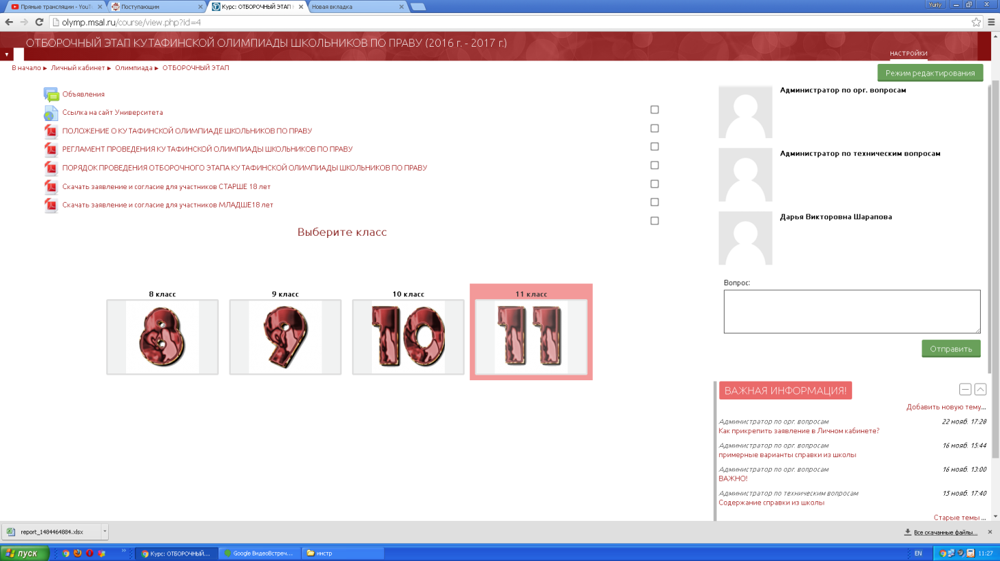 Прямые трансляции - YouT
Поступающим
Курс: ОТБОРОЧНЫЙ ЭТАП
Новая вкладка
Yuriy
olymp.msal.ru/course/view.php?id=4
ОТБОРОЧНЫЙ ЭТАП КУТАФИНСКОЙ ОЛИМПИАДЫ ШКОЛЬНИКОВ ПО ПРАВУ (2016 г. - 2017 г.)
НАСТРОЙКИ
В начало ► Личный кабинет ► Олимпиада ► ОТБОРОЧНЫЙ ЭТАП
Режим редактирования
Объявления
Ссылка на сайт Университета
ПОЛОЖЕНИЕ О КУТАФИНСКОЙ ОЛИМПИАДЕ ШКОЛЬНИКОВ ПО ПРАВУ
РЕГЛАМЕНТ ПРОВЕДЕНИЯ КУТАФИНСКОЙ ОЛИМПИАДЫ ШКОЛЬНИКОВ ПО ПРАВУ
ПОРЯДОК ПРОВЕДЕНИЯ ОТБОРОЧНОГО ЭТАПА КУТАФИНСКОЙ ОЛИМПИАДЫ ШКОЛЬНИКОВ ПО ПРАВУ
Скачать заявление и согласие для участников СТАРШЕ 18 лет
Скачать заявление и согласие для участников МЛАДШЕ18 лет
Выберите класс
8 класс
9 класс
10 класс
11 класс
8
9
10
11
Администратор по орг. вопросам
Администратор по техническим вопросам
Дарья Викторовна Шарапова
Вопрос:
Отправить
ВАЖНАЯ ИНФОРМАЦИЯ!
Добавить новую тему...
Администратор по орг. вопросам 22 нояб. 17:28
Как прикрепить заявление в Личном кабинете?
Администратор по орг. вопросам 16 нояб. 15:44
примерные варианты справки из школы
Администратор по орг. вопросам 16 нояб. 13:00
ВАЖНО!
Администратор по техническим вопросам 15 нояб. 17:40
Содержание справки из школы
Старые темы ...
report_1484464884.xlsx
Все скачанные файлы...
пуск
Курс: ОТБОРОЧНЫЙ...
Google ВидеоВстреч...
инстр
EN
11:27